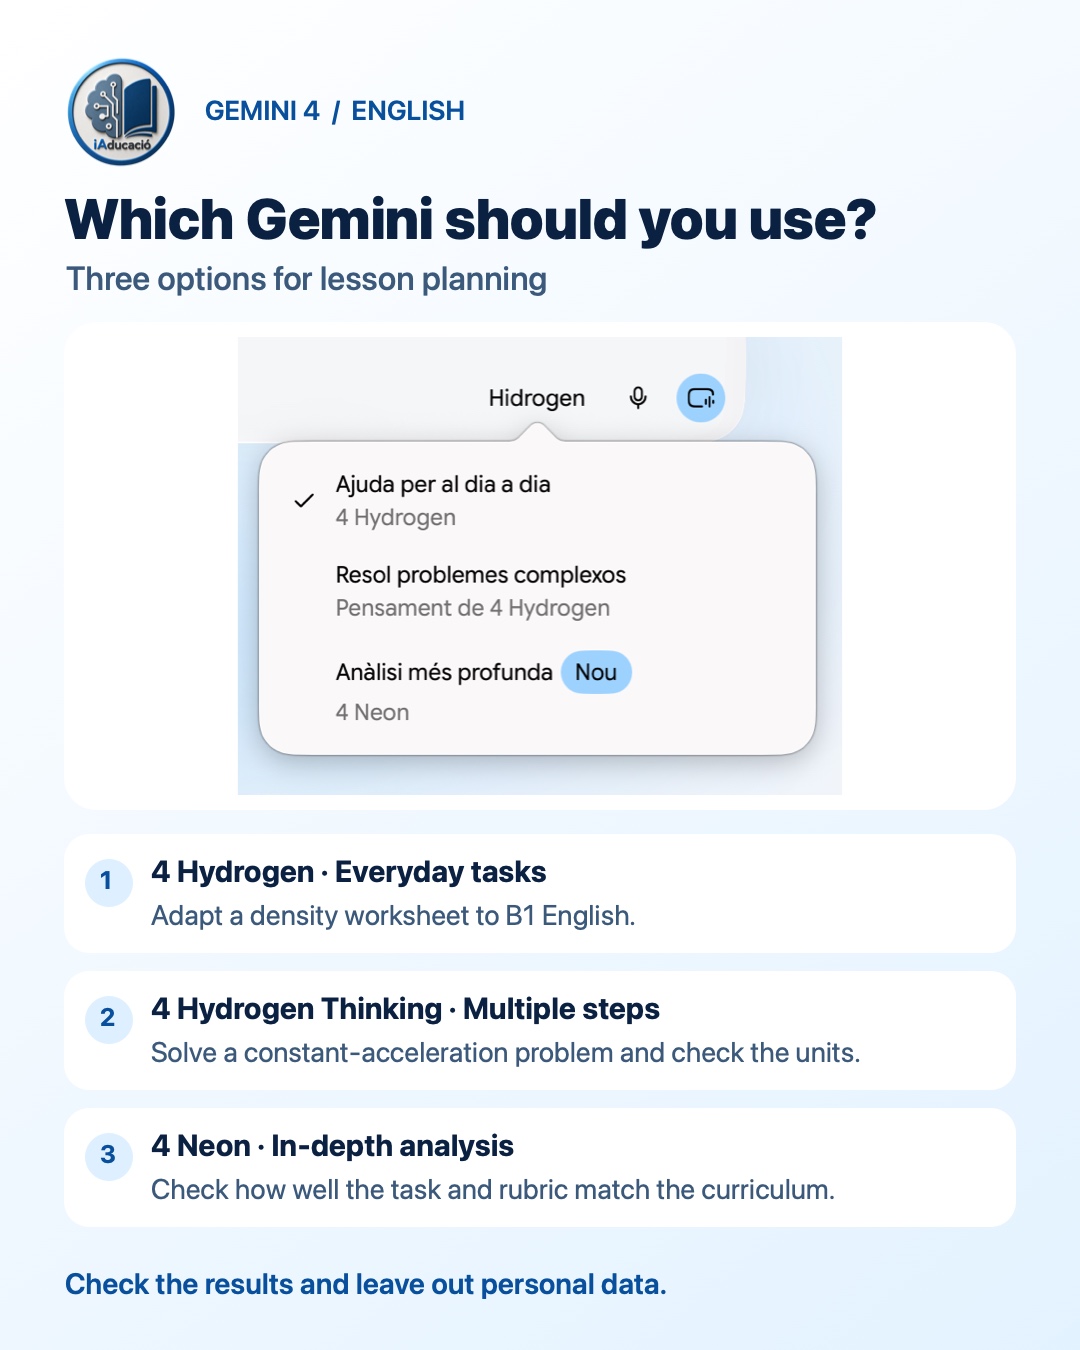 iAducació
GEMINI 4 / ENGLISH
Which Gemini should you use?
Three options for lesson planning
Hidrogen
Ajuda per al dia a dia
4 Hydrogen
Resol problemes complexos
Pensament de 4 Hydrogen
Anàlisi més profunda Nou
4 Neon
1 4 Hydrogen · Everyday tasks
Adapt a density worksheet to B1 English.
2 4 Hydrogen Thinking · Multiple steps
Solve a constant-acceleration problem and check the units.
3 4 Neon · In-depth analysis
Check how well the task and rubric match the curriculum.
Check the results and leave out personal data.